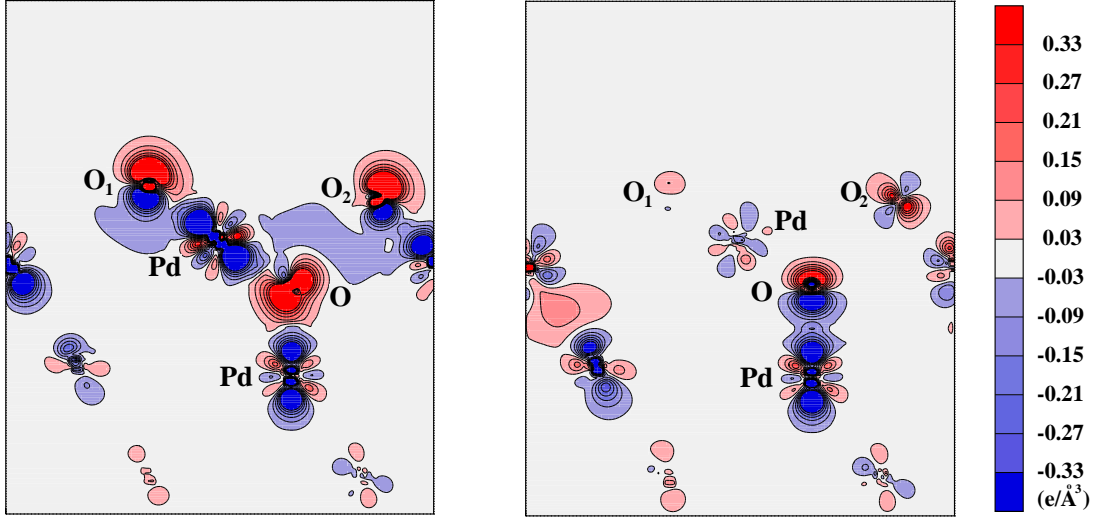 O1
O2
Pd
O
Pd
O1
Pd
O2
O
Pd
0.33
0.27
0.21
0.15
0.09
0.03
-0.03
-0.09
-0.15
-0.21
-0.27
-0.33
(e/Å³)